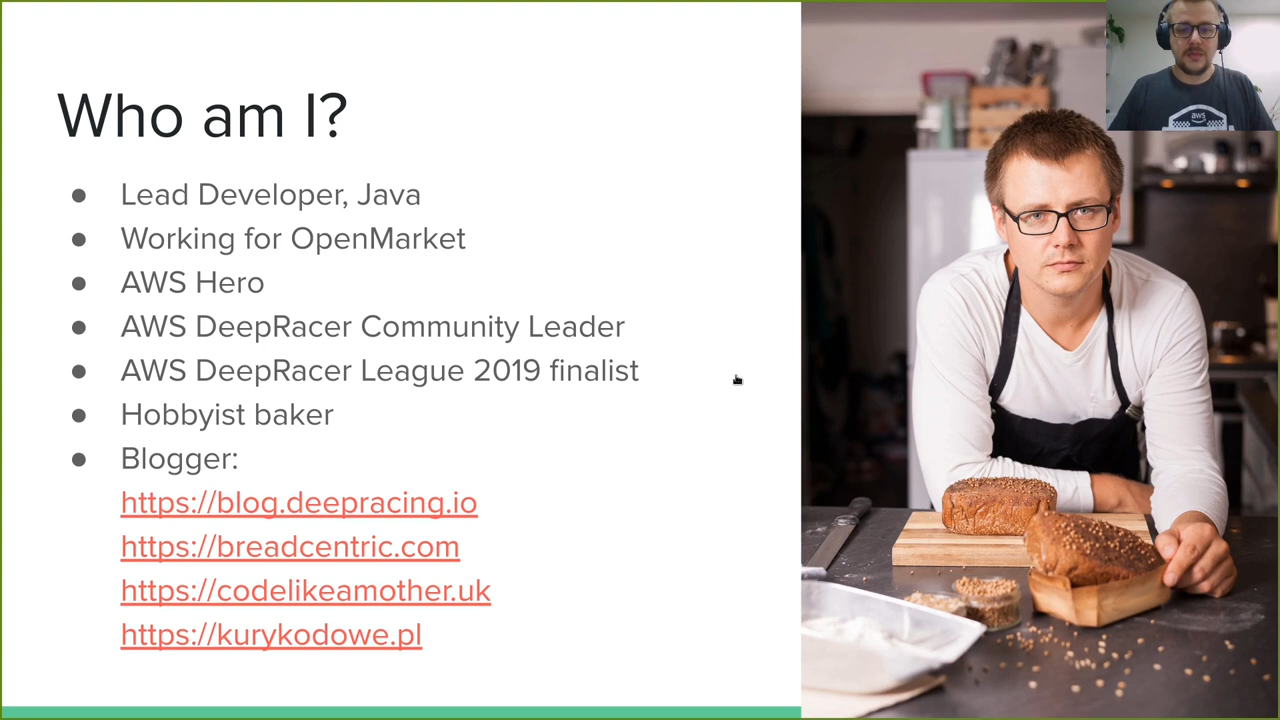 Who am I?
● Lead Developer, Java
● Working for OpenMarket
● AWS Hero
● AWS DeepRacer Community Leader
● AWS DeepRacer League 2019 finalist
● Hobbyist baker
● Blogger:
https://blog.deepracing.io
https://breadcentric.com
https://codelikeamother.uk
https://kurykodowe.pl
aws